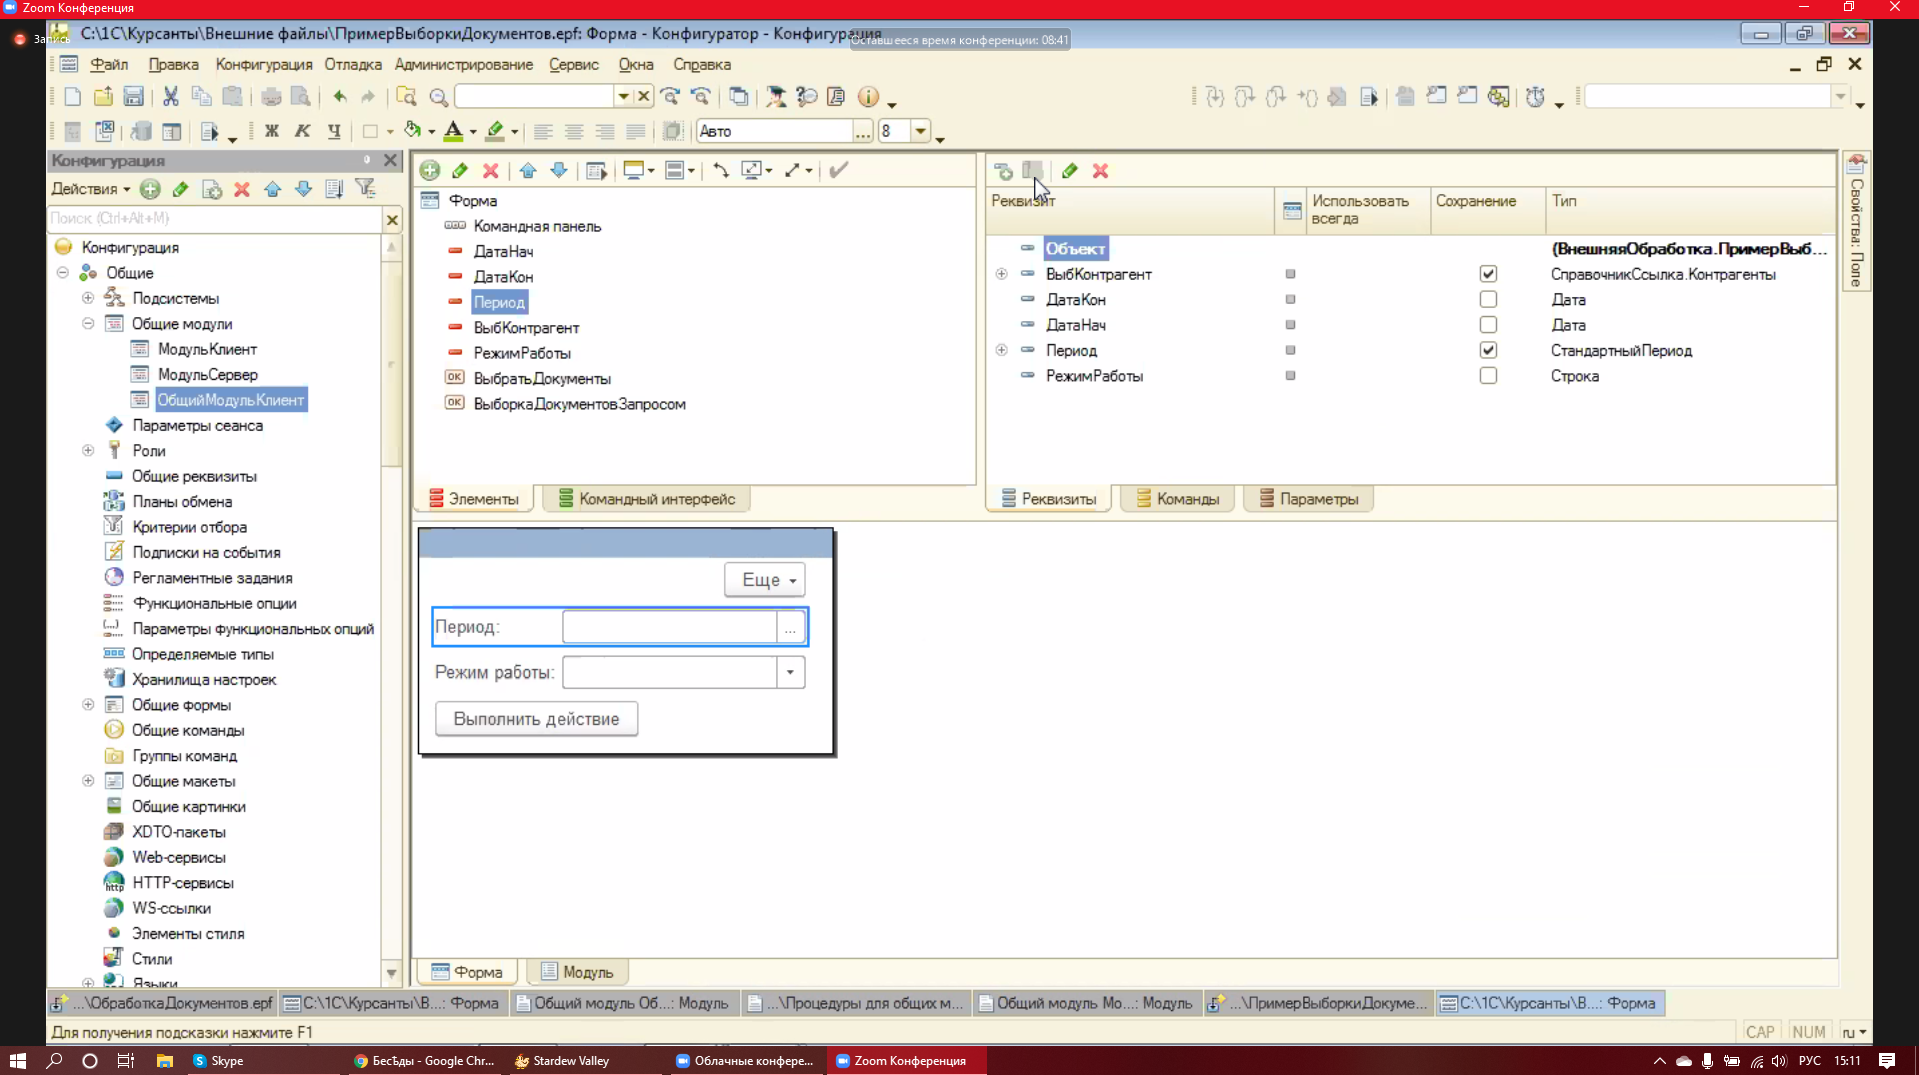 Zoom Конференция
Запись
C:\1С\Курсанты\Внешние файлы\ПримерВыборкиДокументов.epf: Форма - Конфигуратор - Конфигурация
Оставшееся время конференции: 08:41
Файл Правка Конфигурация Отладка Администрирование Сервис Окна Справка
Ж К Ч Авто 8
Конфигурация
Действия
Поиск (Ctrl+Alt+M)
Конфигурация
Общие
Подсистемы
Общие модули
МодульКлиент
МодульСервер
ОбщийМодульКлиент
Параметры сеанса
Роли
Общие реквизиты
Планы обмена
Критерии отбора
Подписки на события
Регламентные задания
Функциональные опции
Параметры функциональных опций
Определяемые типы
Хранилища настроек
Общие формы
Общие команды
Группы команд
Общие макеты
Общие картинки
XDTO-пакеты
Web-сервисы
HTTP-сервисы
WS-ссылки
Элементы стиля
Стили
Языки
Форма
Командная панель
ДатаНач
ДатаКон
Период
ВыбКонтрагент
РежимРаботы
ОК ВыбратьДокументы
ОК ВыборкаДокументовЗапросом
Элементы Командный интерфейс
Реквизит Использовать всегда Сохранение Тип
Объект (ВнешняяОбработка.ПримерВыб...
ВыбКонтрагент СправочникСсылка.Контрагенты
ДатаКон Дата
ДатаНач Дата
Период СтандартныйПериод
РежимРаботы Строка
Реквизиты Команды Параметры
Свойства: Поле
Еще
Период: ...
Режим работы:
Выполнить действие
Форма Модуль
...\ОбработкаДокументов.epf C:\1С\Курсанты\В...: Форма Общий модуль Об...: Модуль ...\Процедуры для общих м... Общий модуль Мо...: Модуль ...\ПримерВыборкиДокуме... C:\1С\Курсанты\В...: Форма
Для получения подсказки нажмите F1
CAP NUM ru
Skype БесѢды - Google Chr... Stardew Valley Облачные конфере... Zoom Конференция РУС 15:11